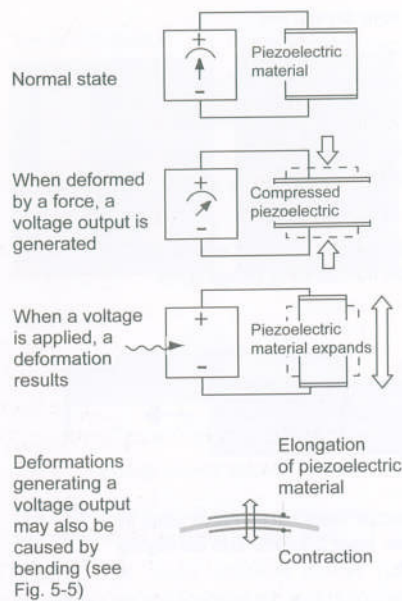 +
Piezoelectric
material
-
Normal state
When deformed
by a force, a
voltage output is
generated
+
Compressed
piezoelectric
-
When a voltage
is applied, a
deformation
results
+
Piezoelectric
material expands
-
Deformations
generating a
voltage output
may also be
caused by
bending (see
Fig. 5-5)
Elongation
of piezoelectric
material
Contraction